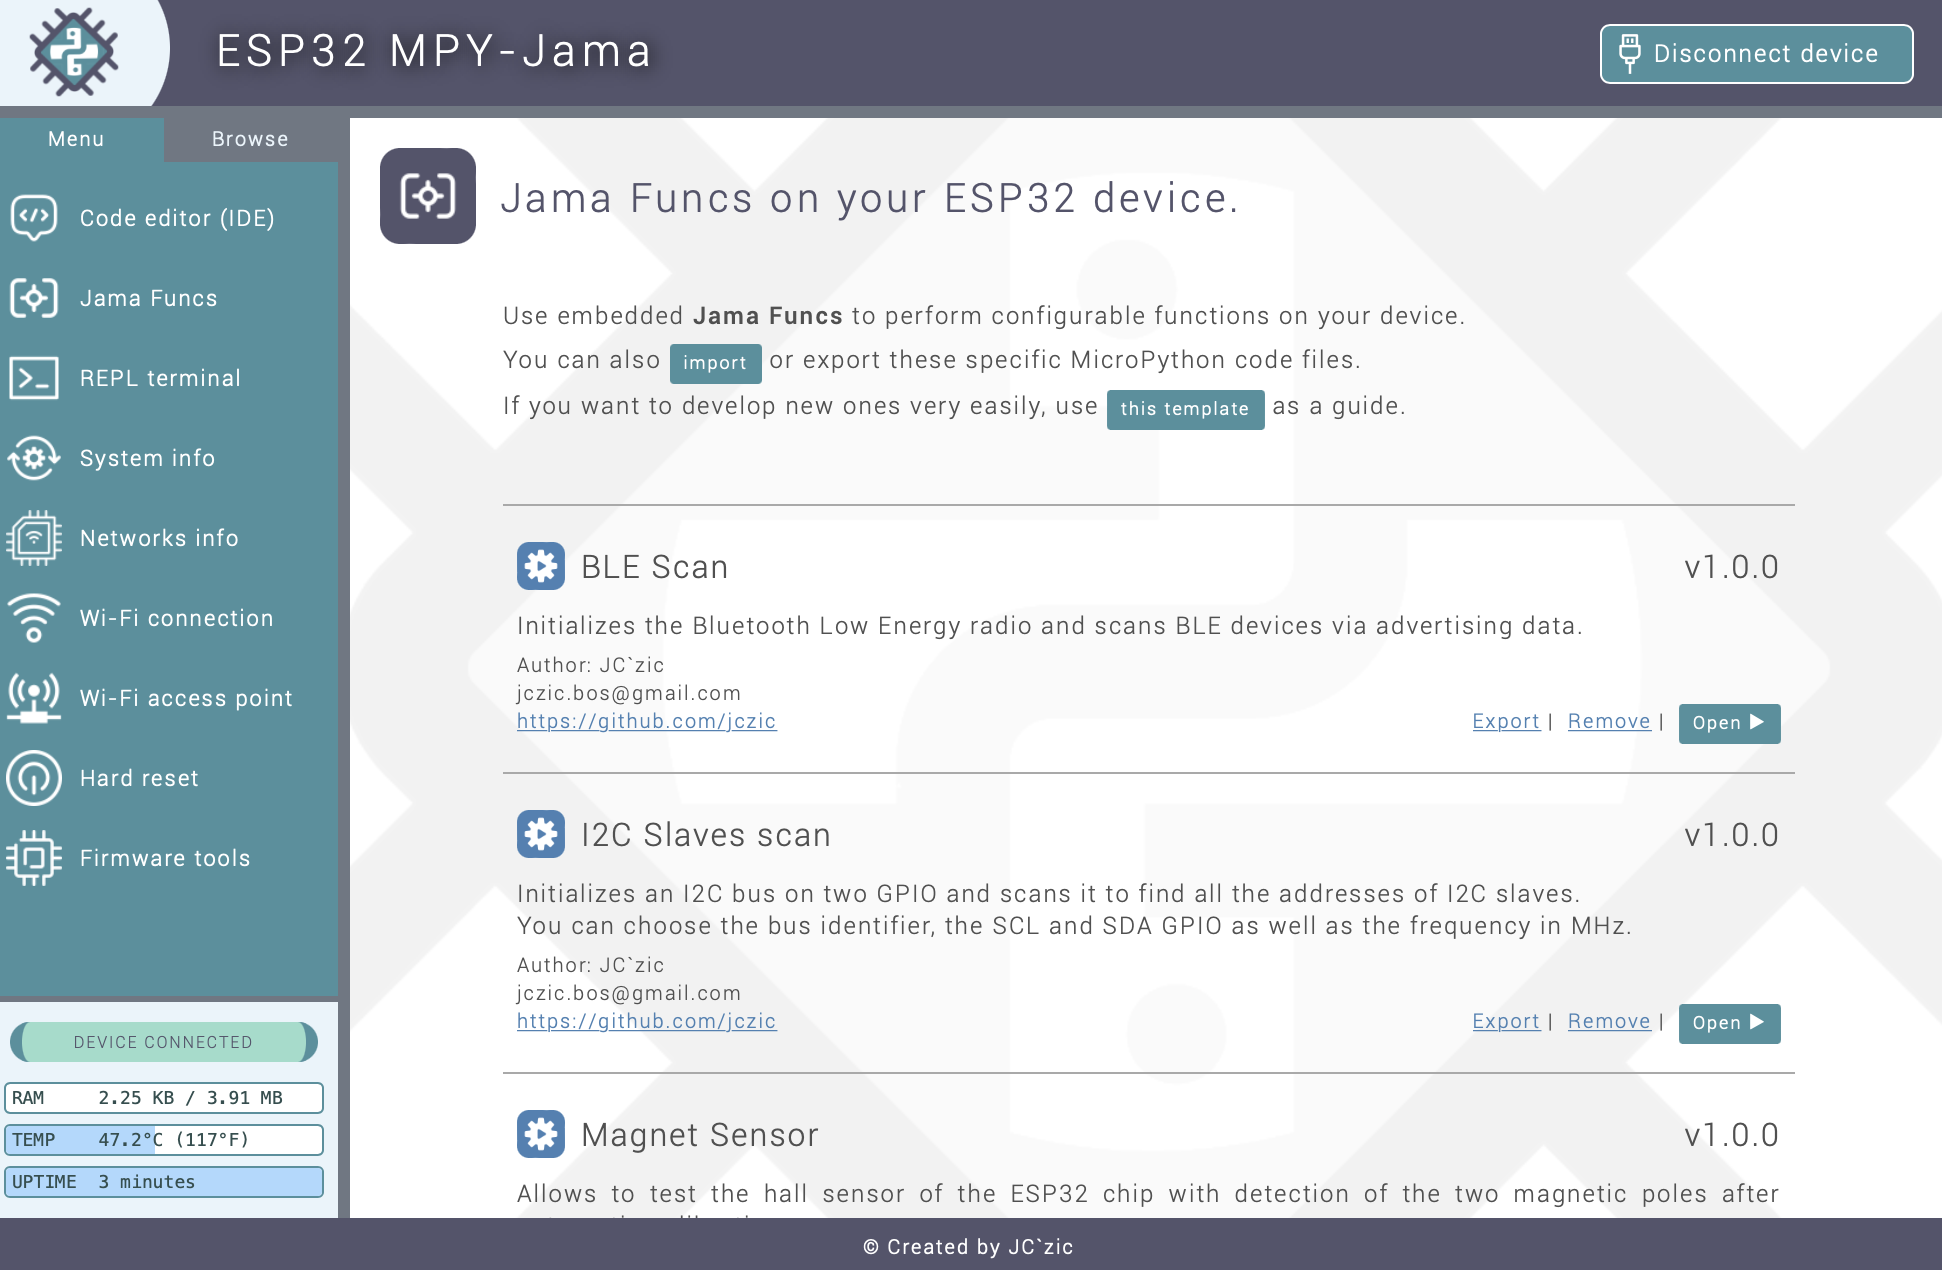 ESP32 MPY-Jama
Disconnect device
Menu
Browse
Code editor (IDE)
Jama Funcs
REPL terminal
System info
Networks info
Wi-Fi connection
Wi-Fi access point
Hard reset
Firmware tools
DEVICE CONNECTED
RAM 2.25 KB / 3.91 MB
TEMP 47.2°C (117°F)
UPTIME 3 minutes
Jama Funcs on your ESP32 device.
Use embedded Jama Funcs to perform configurable functions on your device.
You can also import or export these specific MicroPython code files.
If you want to develop new ones very easily, use this template as a guide.
BLE Scan v1.0.0
Initializes the Bluetooth Low Energy radio and scans BLE devices via advertising data.
Author: JC`zic
jczic.bos@gmail.com
https://github.com/jczic Export | Remove | Open
I2C Slaves scan v1.0.0
Initializes an I2C bus on two GPIO and scans it to find all the addresses of I2C slaves.
You can choose the bus identifier, the SCL and SDA GPIO as well as the frequency in MHz.
Author: JC`zic
jczic.bos@gmail.com
https://github.com/jczic Export | Remove | Open
Magnet Sensor v1.0.0
Allows to test the hall sensor of the ESP32 chip with detection of the two magnetic poles after
© Created by JC`zic